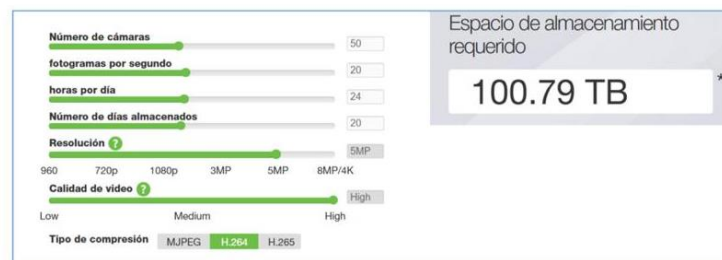 Número de cámaras
50
fotogramas por segundo
20
horas por día
24
Número de días almacenados
20
Resolución ?
5MP
960 720p 1080p 3MP 5MP 8MP/4K
Calidad de video ?
High
Low Medium High
Tipo de compresión MJPEG H.264 H.265
Espacio de almacenamiento
requerido
100.79 TB *